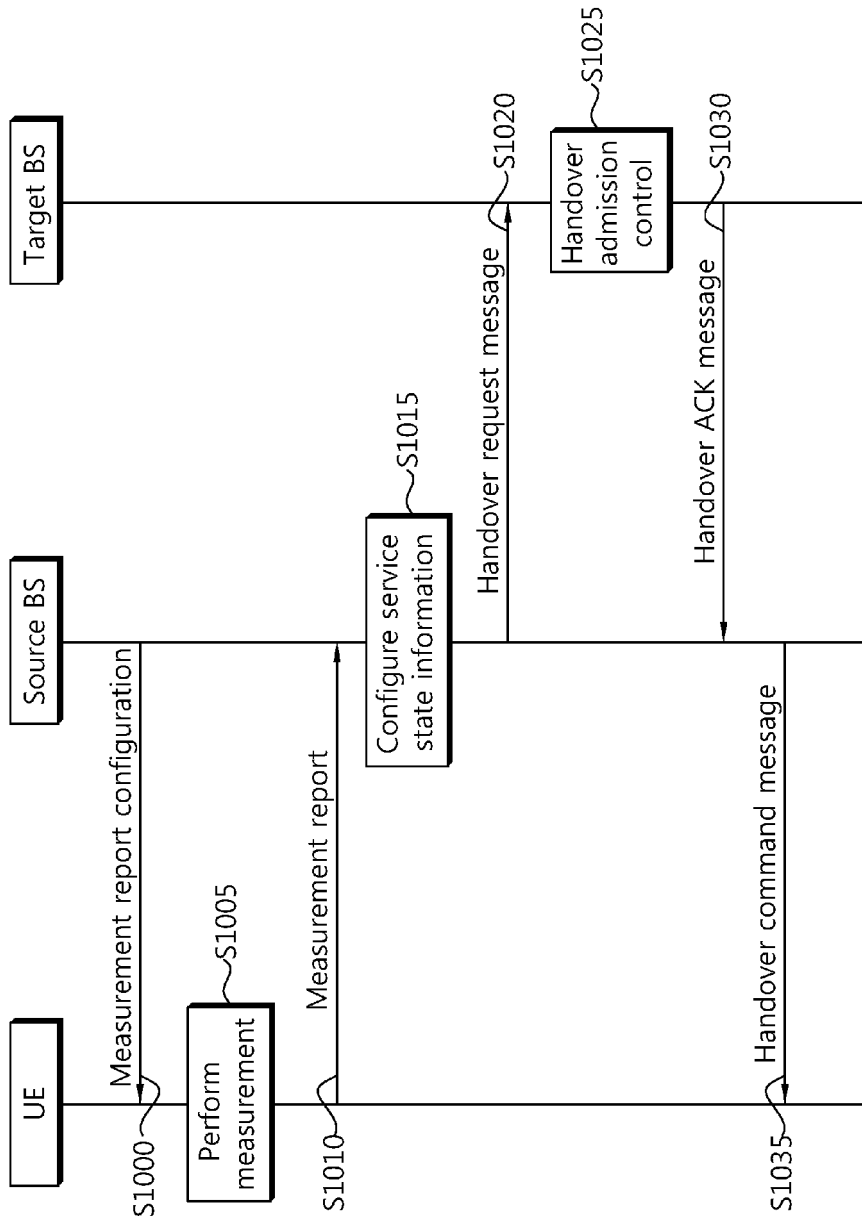 UE
Source BS
Target BS
Measurement report configuration
S1000
Perform
measurement
S1005
Measurement report
S1010
Configure service
state information
S1015
Handover request message
S1020
Handover
admission
control
S1025
Handover ACK message
S1030
Handover command message
S1035